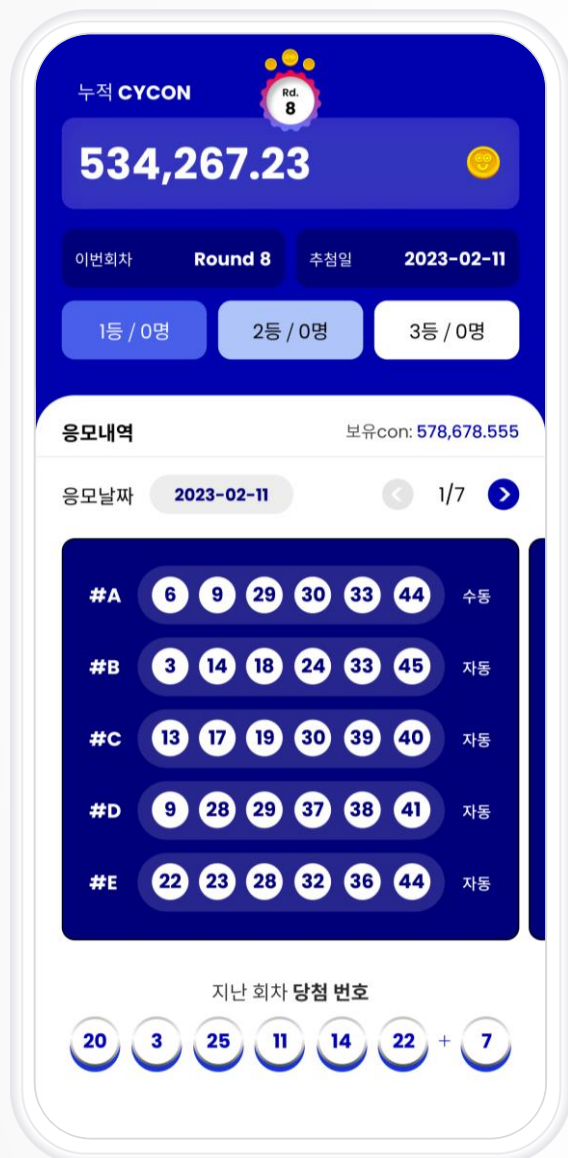 누적 CYCON
Rd.
8
534,267.23
이번회차 Round 8 추첨일 2023-02-11
1등 / 0명 2등 / 0명 3등 / 0명
응모내역 보유con: 578,678.555
응모날짜 2023-02-11 1/7
#A 6 9 29 30 33 44 수동
#B 3 14 18 24 33 45 자동
#C 13 17 19 30 39 40 자동
#D 9 28 29 37 38 41 자동
#E 22 23 28 32 36 44 자동
지난 회차 당첨 번호
20 3 25 11 14 22 + 7